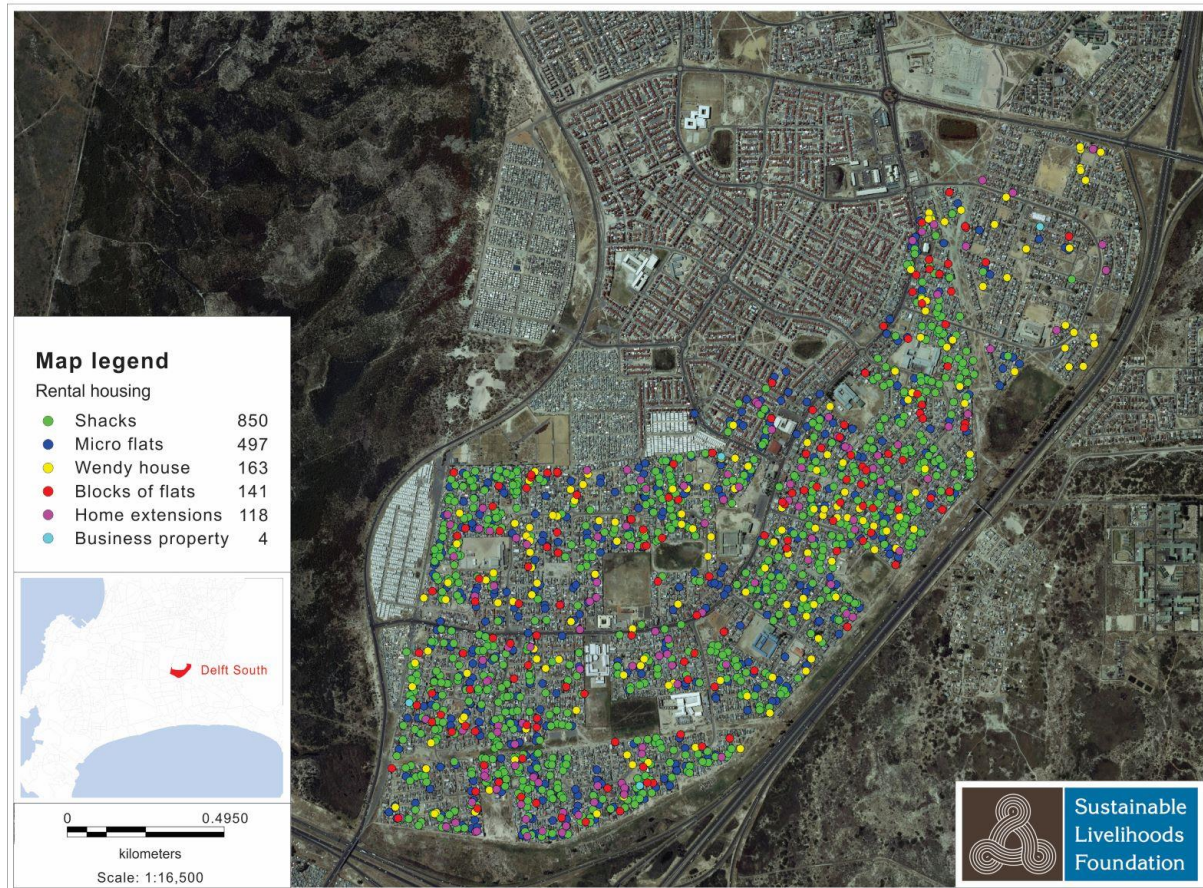 Map legend
Rental housing
Shacks 850
Micro flats 497
Wendy house 163
Blocks of flats 141
Home extensions 118
Business property 4
Delft South
0 0.4950
kilometers
Scale: 1:16,500
Sustainable
Livelihoods
Foundation